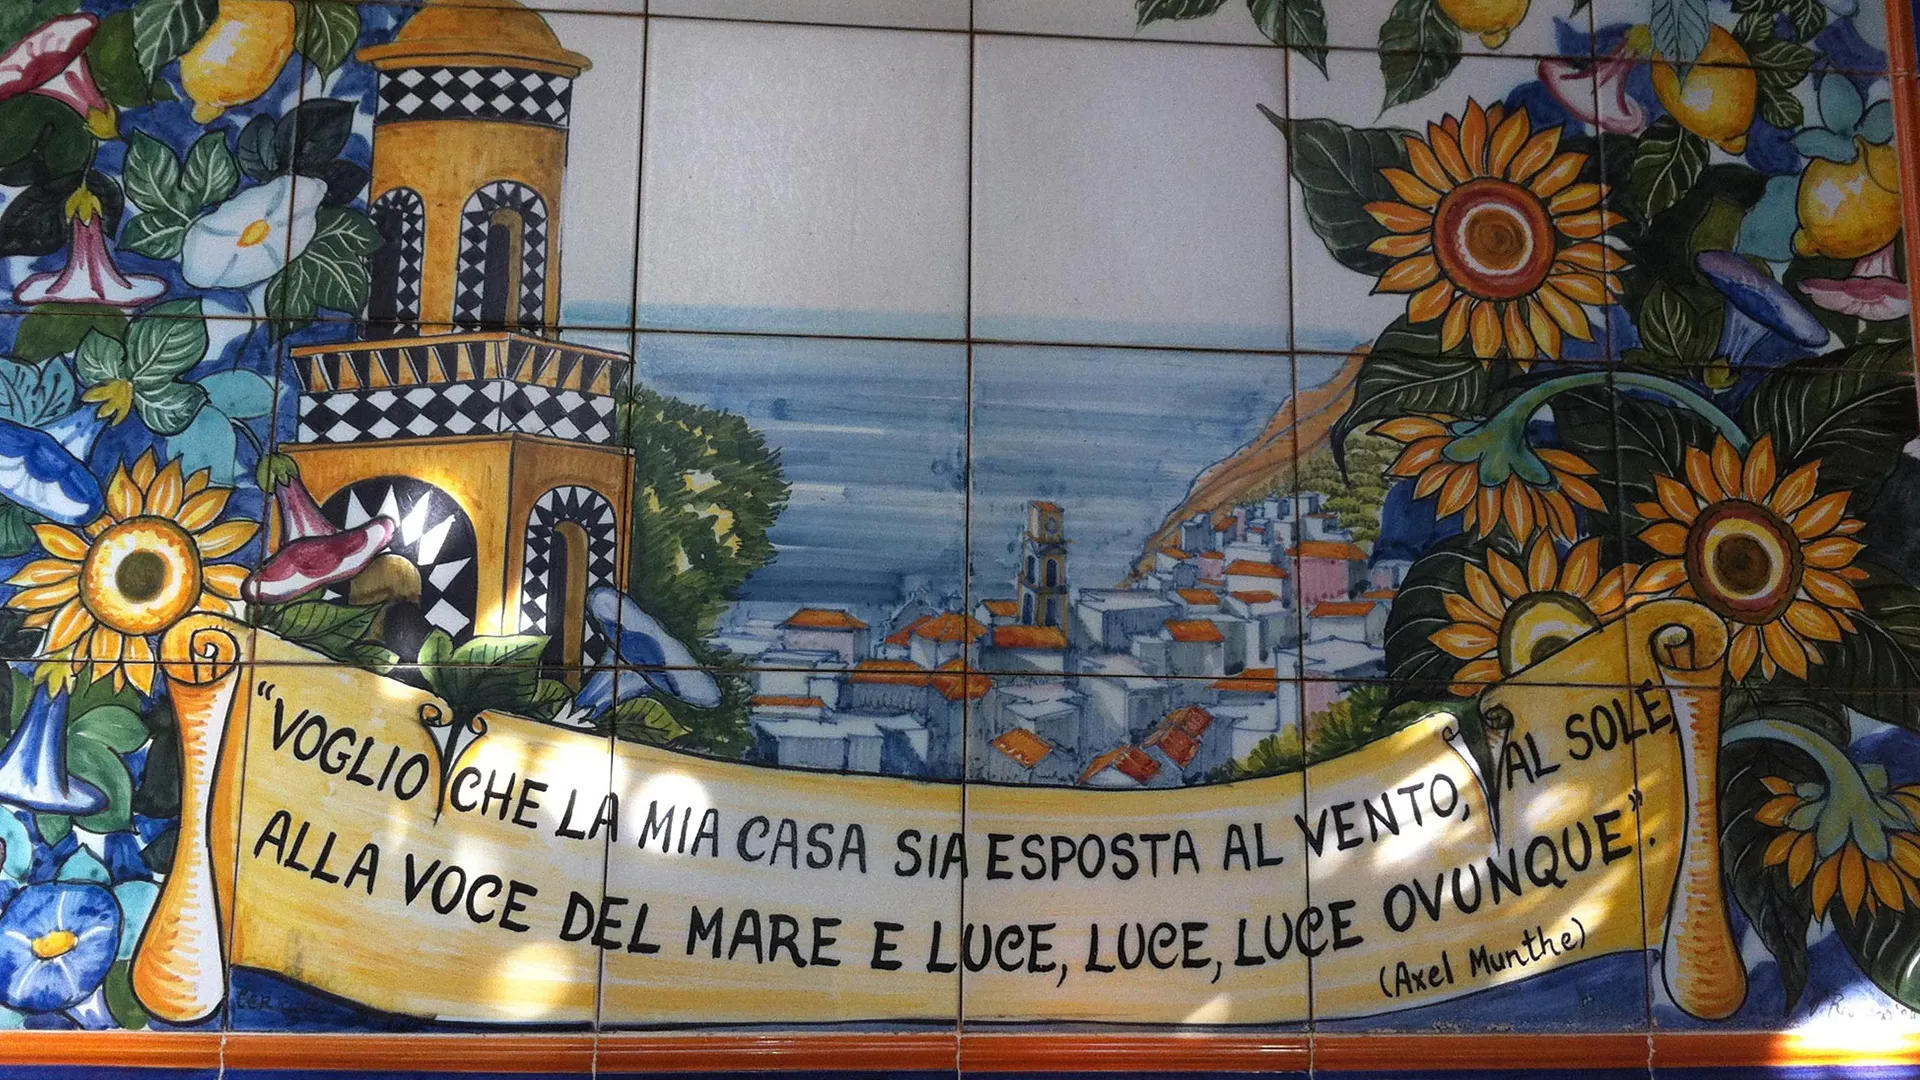 "VOGLIO CHE LA MIA CASA SIA ESPOSTA AL VENTO, AL SOLE,
ALLA VOCE DEL MARE E LUCE, LUCE, LUCE OVUNQUE".
(Axel Munthe)